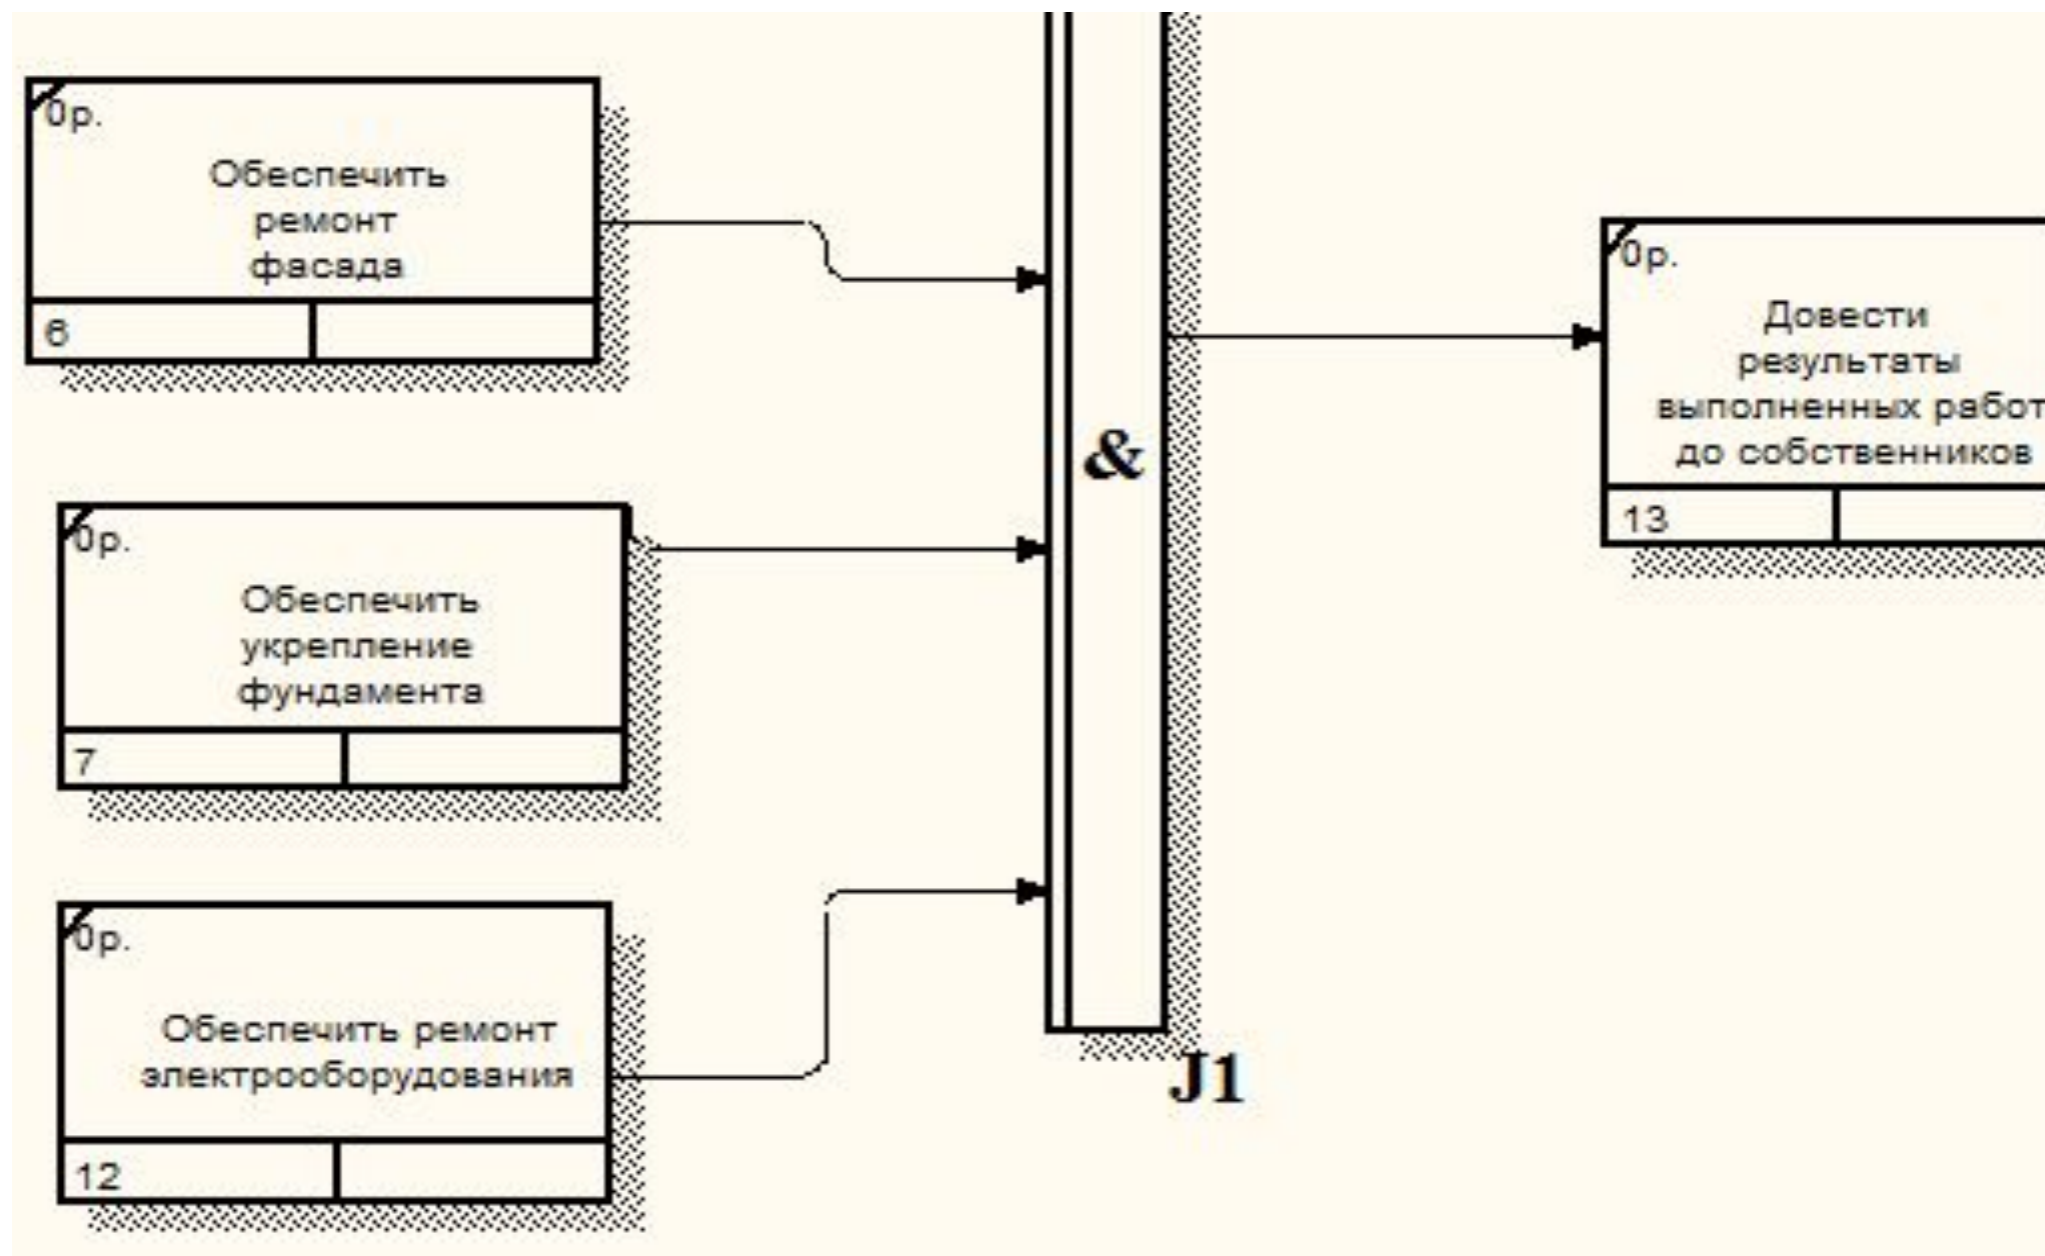 0р.
Обеспечить
ремонт
фасада
6
0р.
Обеспечить
укрепление
фундамента
7
0р.
Обеспечить ремонт
электрооборудования
12
&
J1
0р.
Довести
результаты
выполненных работ
до собственников
13